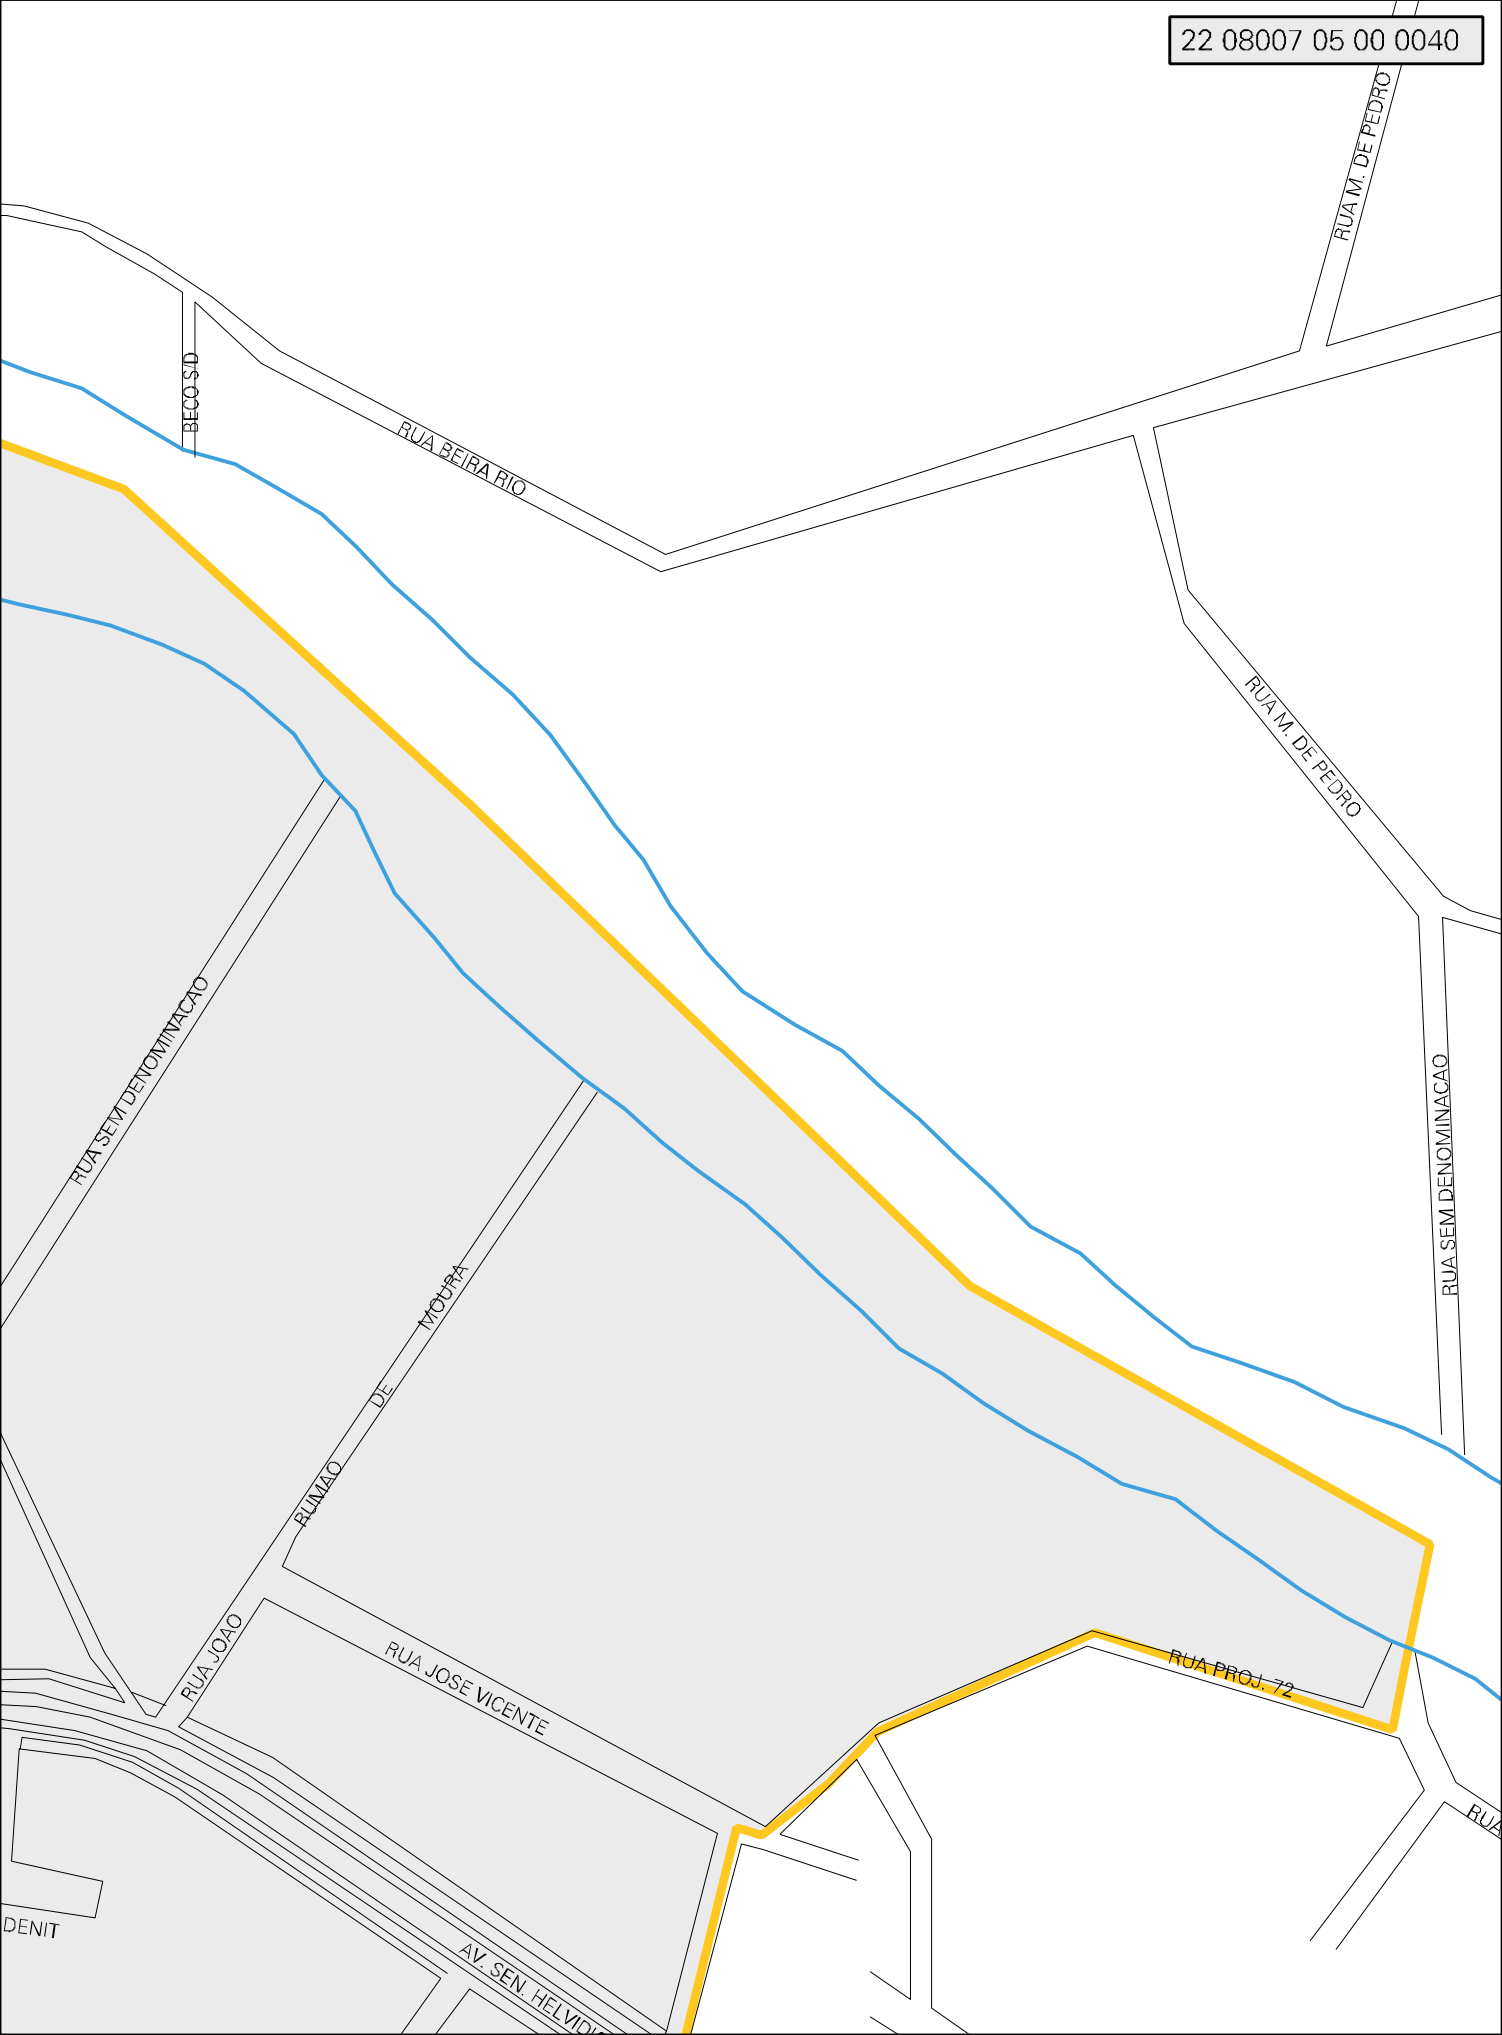 22 08007 05 00 0040
RUA M. DE PEDRO
BECO S/D
RUA BEIRA RIO
RUA M. DE PEDRO
RUA SEM DENOMINACAO
RUA SEM DENOMINACAO
RUA JOAO RUMAO DE MOURA
RUA JOSE VICENTE
RUA PROJ. 72
RUA
DENIT
AV. SEN. HELVIDI